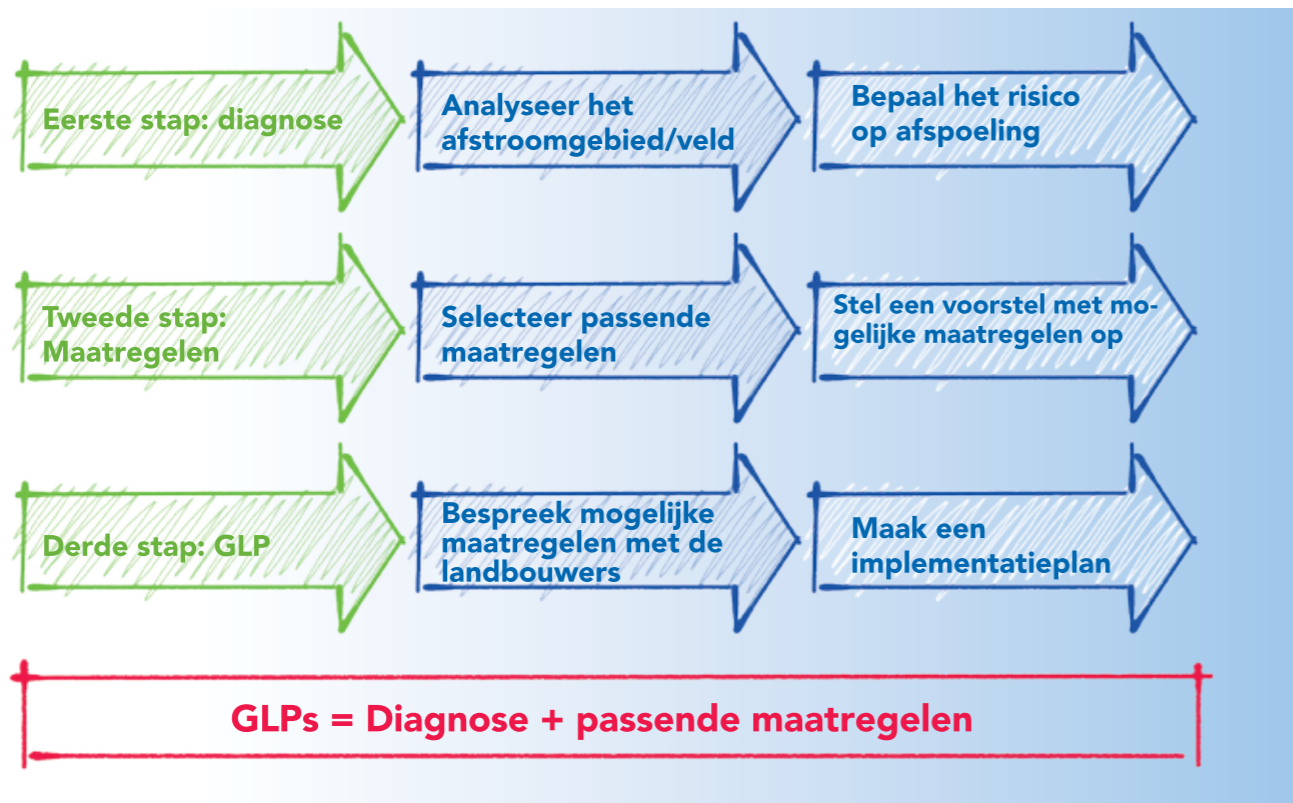 Eerste stap: diagnose
Analyseer het
afstroomgebied/veld
Bepaal het risico
op afspoeling
Tweede stap:
Maatregelen
Selecteer passende
maatregelen
Stel een voorstel met mo-
gelijke maatregelen op
Derde stap: GLP
Bespreek mogelijke
maatregelen met de
landbouwers
Maak een
implementatieplan
GLPs = Diagnose + passende maatregelen